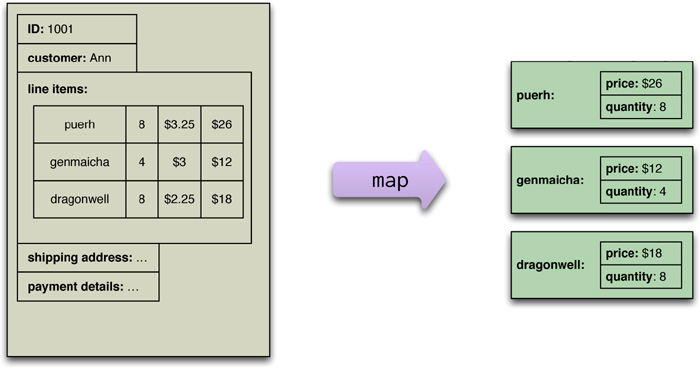 ID: 1001
customer: Ann
line items:
puerh 8 $3.25 $26
genmaicha 4 $3 $12
dragonwell 8 $2.25 $18
shipping address: ...
payment details: ...
map
puerh:
price: $26
quantity: 8
genmaicha:
price: $12
quantity: 4
dragonwell:
price: $18
quantity: 8